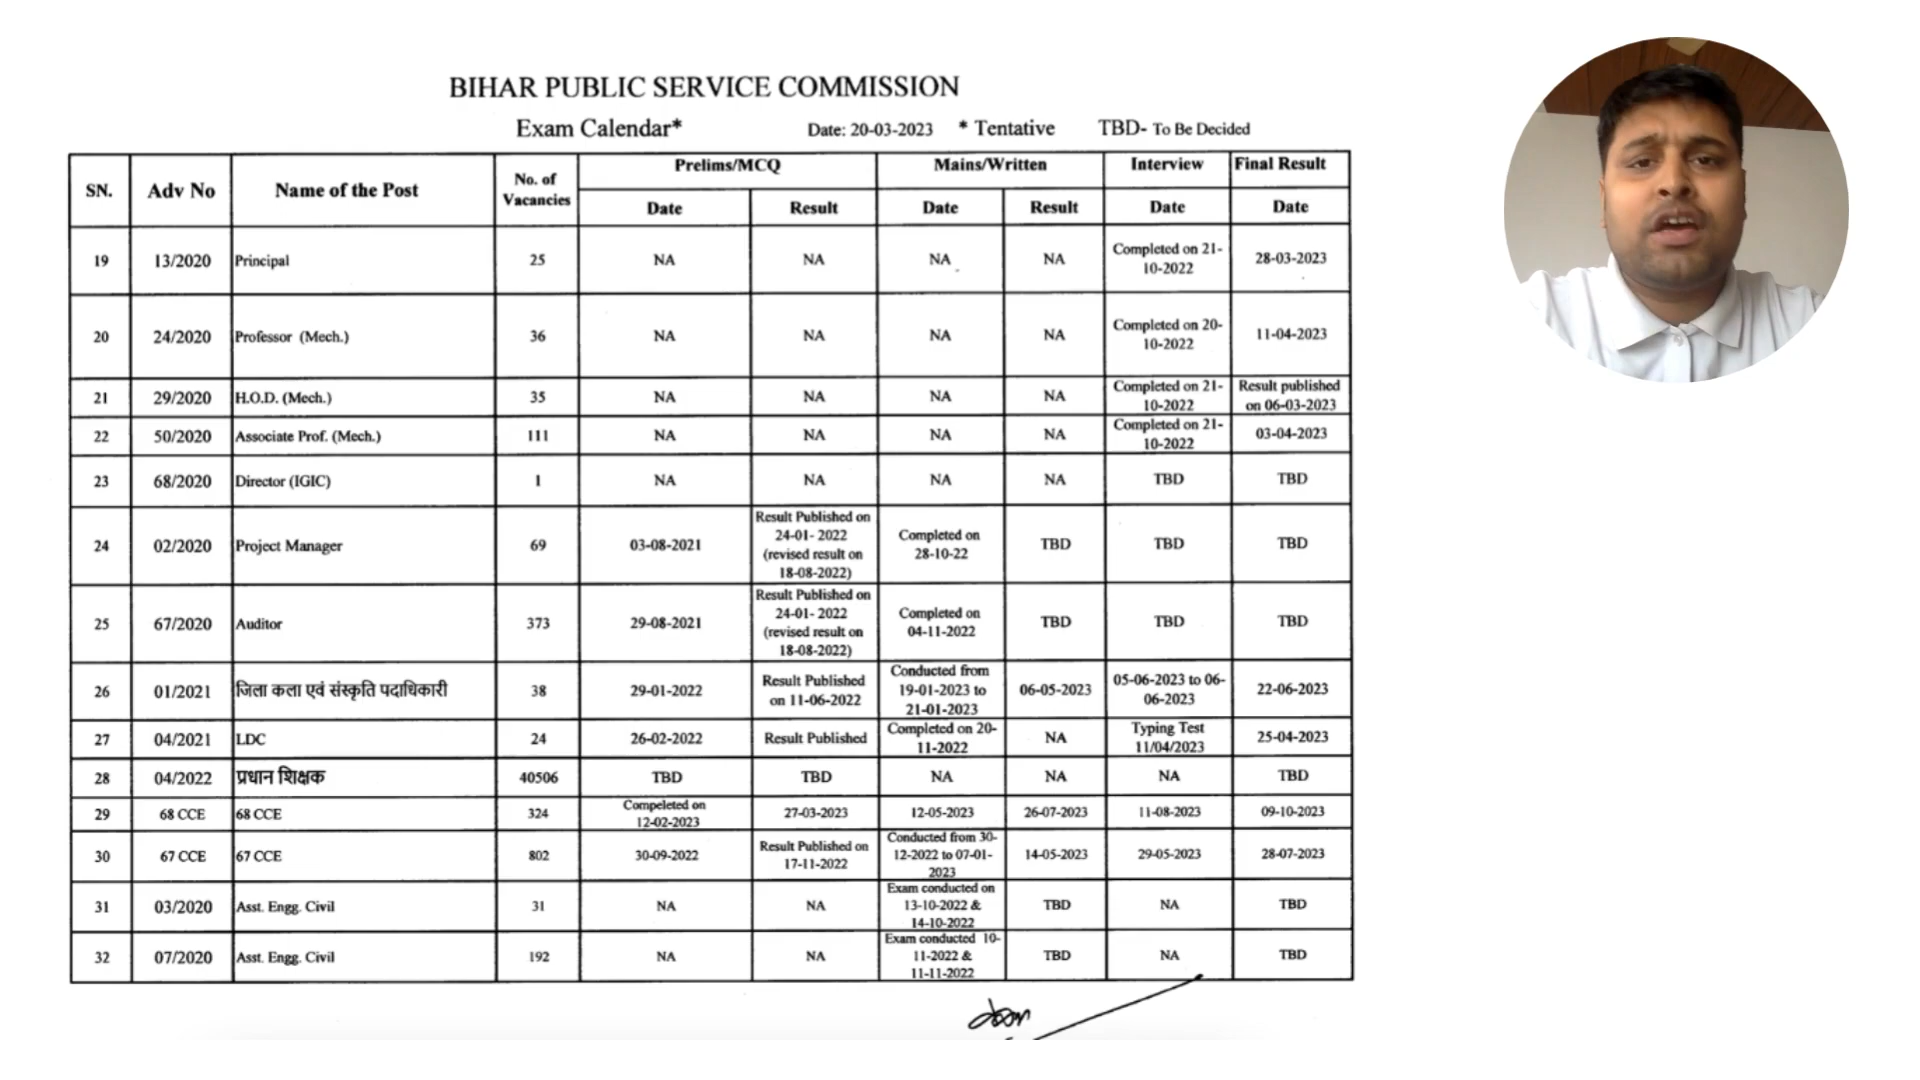 BIHAR PUBLIC SERVICE COMMISSION
Exam Calendar* Date: 20-03-2023 * Tentative TBD- To Be Decided
SN. Adv No Name of the Post No. of Vacancies Prelims/MCQ Mains/Written Interview Final Result
Date Result Date Result Date Date
19 13/2020 Principal 25 NA NA NA NA Completed on 21-10-2022 28-03-2023
20 24/2020 Professor (Mech.) 36 NA NA NA NA Completed on 20-10-2022 11-04-2023
21 29/2020 H.O.D. (Mech.) 35 NA NA NA NA Completed on 21-10-2022 Result published on 06-03-2023
22 50/2020 Associate Prof. (Mech.) 111 NA NA NA NA Completed on 21-10-2022 03-04-2023
23 68/2020 Director (IGIC) 1 NA NA NA NA TBD TBD
24 02/2020 Project Manager 69 03-08-2021 Result Published on 24-01- 2022 (revised result on 18-08-2022) Completed on 28-10-22 TBD TBD TBD
25 67/2020 Auditor 373 29-08-2021 Result Published on 24-01- 2022 (revised result on 18-08-2022) Completed on 04-11-2022 TBD TBD TBD
26 01/2021 जिला कला एवं संस्कृति पदाधिकारी 38 29-01-2022 Result Published on 11-06-2022 Conducted from 19-01-2023 to 21-01-2023 06-05-2023 05-06-2023 to 06-06-2023 22-06-2023
27 04/2021 LDC 24 26-02-2022 Result Published Completed on 20-11-2022 NA Typing Test 11/04/2023 25-04-2023
28 04/2022 प्रधान शिक्षक 40506 TBD TBD NA NA NA TBD
29 68 CCE 68 CCE 324 Compeleted on 12-02-2023 27-03-2023 12-05-2023 26-07-2023 11-08-2023 09-10-2023
30 67 CCE 67 CCE 802 30-09-2022 Result Published on 17-11-2022 Conducted from 30-12-2022 to 07-01-2023 14-05-2023 29-05-2023 28-07-2023
31 03/2020 Asst. Engg. Civil 31 NA NA Exam conducted on 13-10-2022 & 14-10-2022 TBD NA TBD
32 07/2020 Asst. Engg. Civil 192 NA NA Exam conducted 10-11-2022 & 11-11-2022 TBD NA TBD